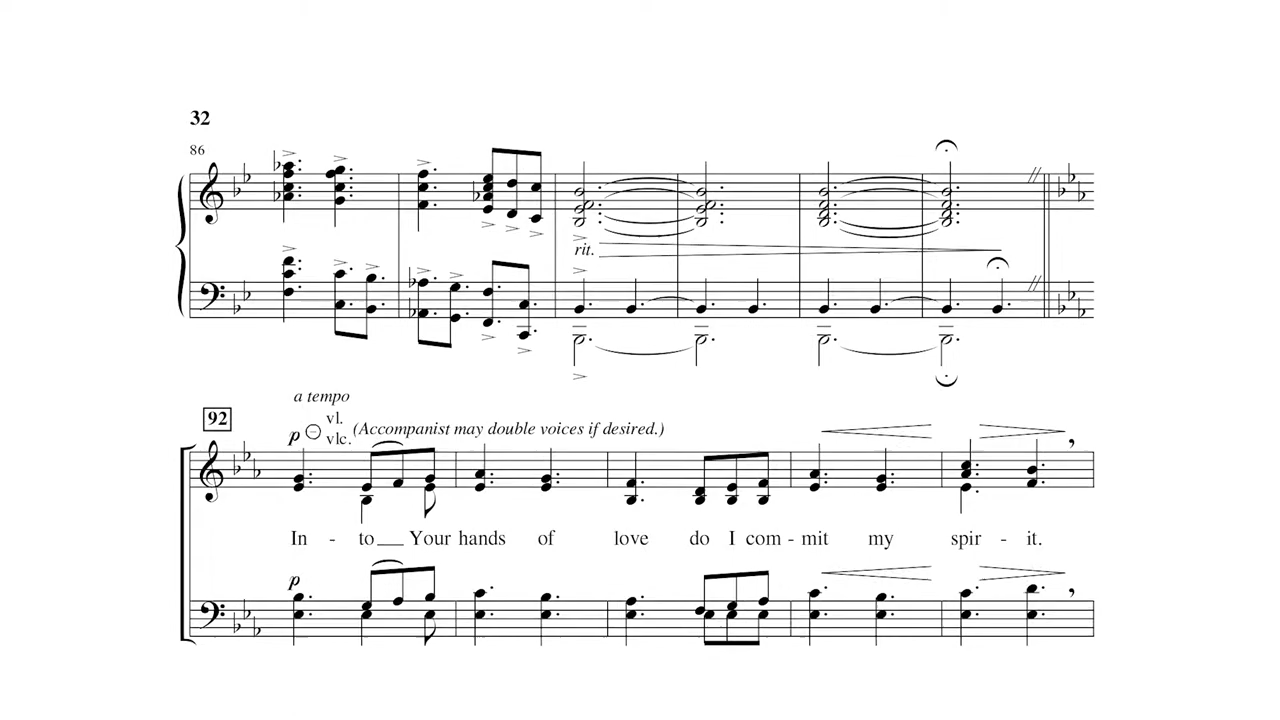 32
86
rit.
a tempo
92
p vl. vlc. (Accompanist may double voices if desired.)
In - to___ Your hands of love do I com - mit my spir - it.
p